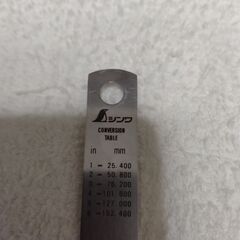 シンワ
CONVERSION
TABLE
in mm
1 = 25.400
2 = 50.800
3 = 76.200
4 = 101.600
5 = 127.000
6 = 152.400